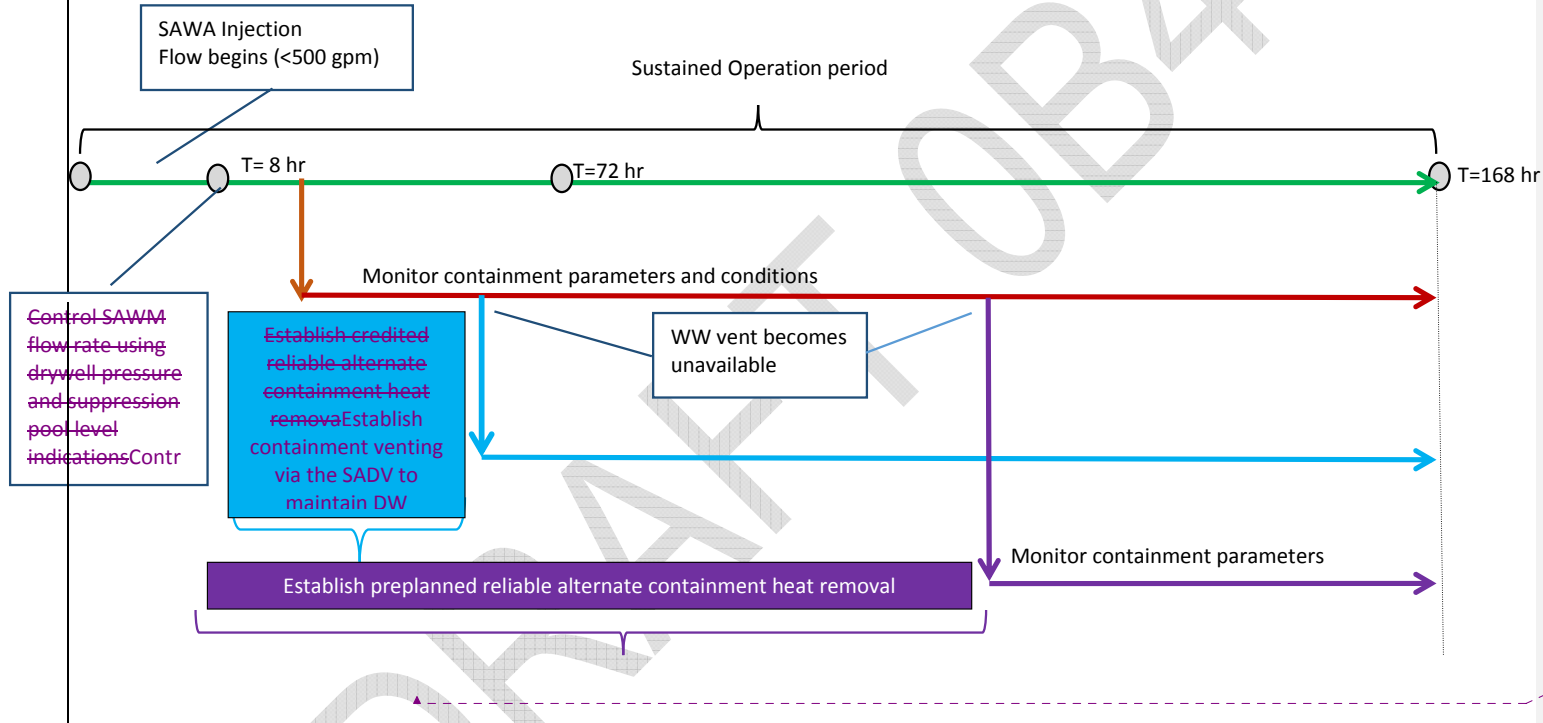 SAWA Injection
Flow begins (<500 gpm)
Sustained Operation period
T= 8 hr
T=72 hr
T=168 hr
Monitor containment parameters and conditions
Control SAWM
flow rate using
drywell pressure
and suppression
pool level
indicationsContr
Establish credited
reliable alternate
containment heat
removaEstablish
containment venting
via the SADV to
maintain DW
WW vent becomes
unavailable
Monitor containment parameters
Establish preplanned reliable alternate containment heat removal
DRAFT 0B4